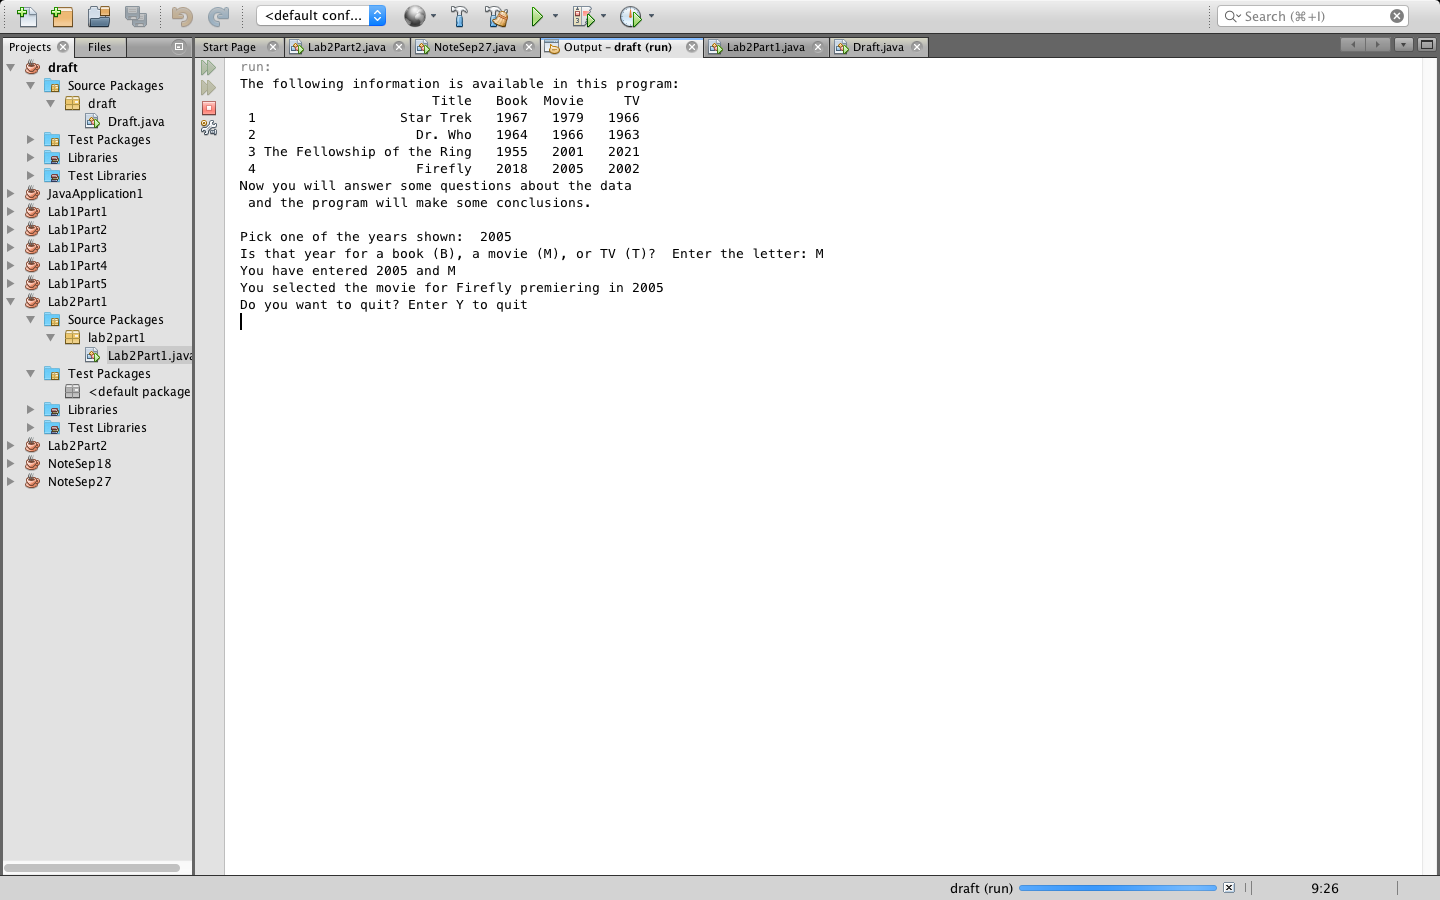 <default conf...
Search (⌘+I)
Projects
Files
Start Page
Lab2Part2.java
NoteSep27.java
Output – draft (run)
Lab2Part1.java
Draft.java
draft
Source Packages
draft
Draft.java
Test Packages
Libraries
Test Libraries
JavaApplication1
Lab1Part1
Lab1Part2
Lab1Part3
Lab1Part4
Lab1Part5
Lab2Part1
Source Packages
lab2part1
Lab2Part1.java
Test Packages
<default package
Libraries
Test Libraries
Lab2Part2
NoteSep18
NoteSep27
run:
The following information is available in this program:
Title Book Movie TV
1 Star Trek 1967 1979 1966
2 Dr. Who 1964 1966 1963
3 The Fellowship of the Ring 1955 2001 2021
4 Firefly 2018 2005 2002
Now you will answer some questions about the data
and the program will make some conclusions.
Pick one of the years shown: 2005
Is that year for a book (B), a movie (M), or TV (T)? Enter the letter: M
You have entered 2005 and M
You selected the movie for Firefly premiering in 2005
Do you want to quit? Enter Y to quit
draft (run)
9:26